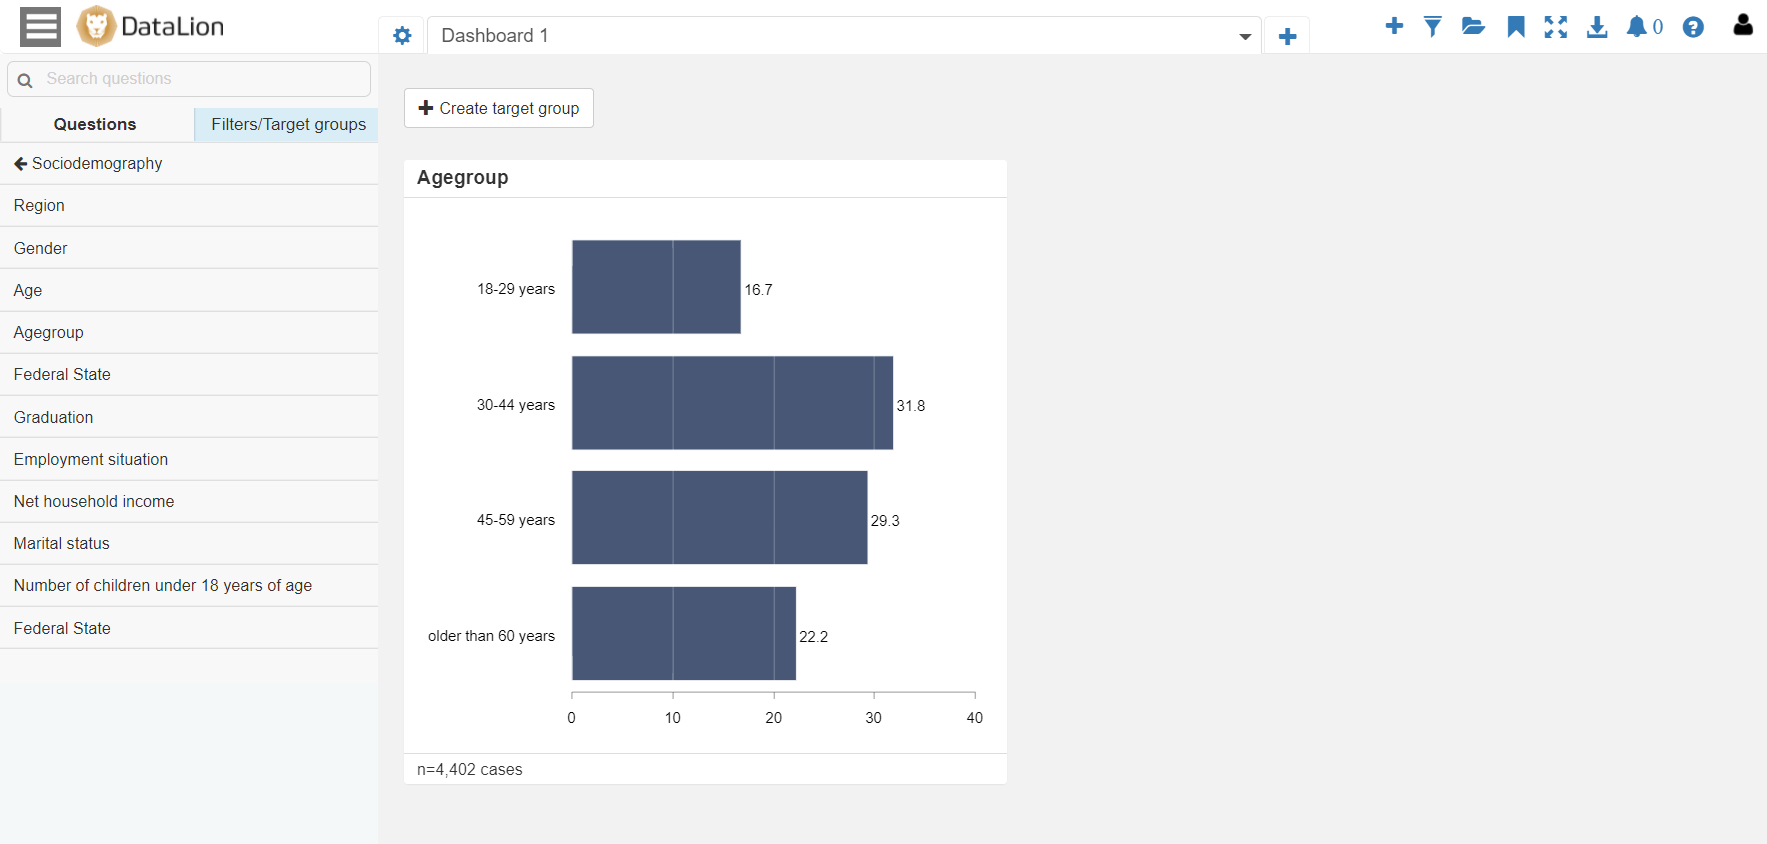 DataLion
Dashboard 1
0
Search questions
Questions
Filters/Target groups
Sociodemography
Region
Gender
Age
Agegroup
Federal State
Graduation
Employment situation
Net household income
Marital status
Number of children under 18 years of age
Federal State
Create target group
Agegroup
18-29 years
16.7
30-44 years
31.8
45-59 years
29.3
older than 60 years
22.2
0 10 20 30 40
n=4,402 cases